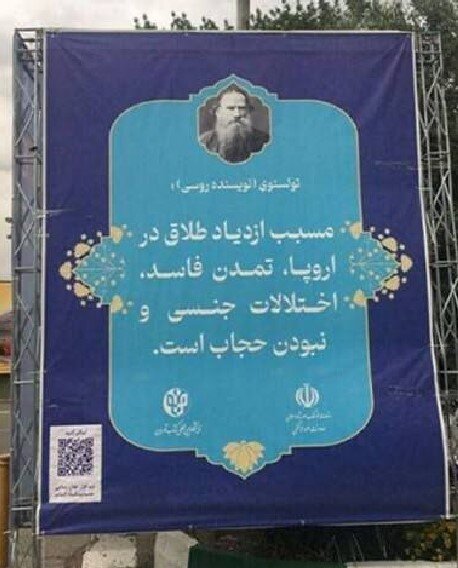 تولستوی (نویسنده روسی):
مسبب ازدیاد طلاق در
اروپا، تمدن فاسد،
اختلالات جنسی و
نبودن حجاب است.